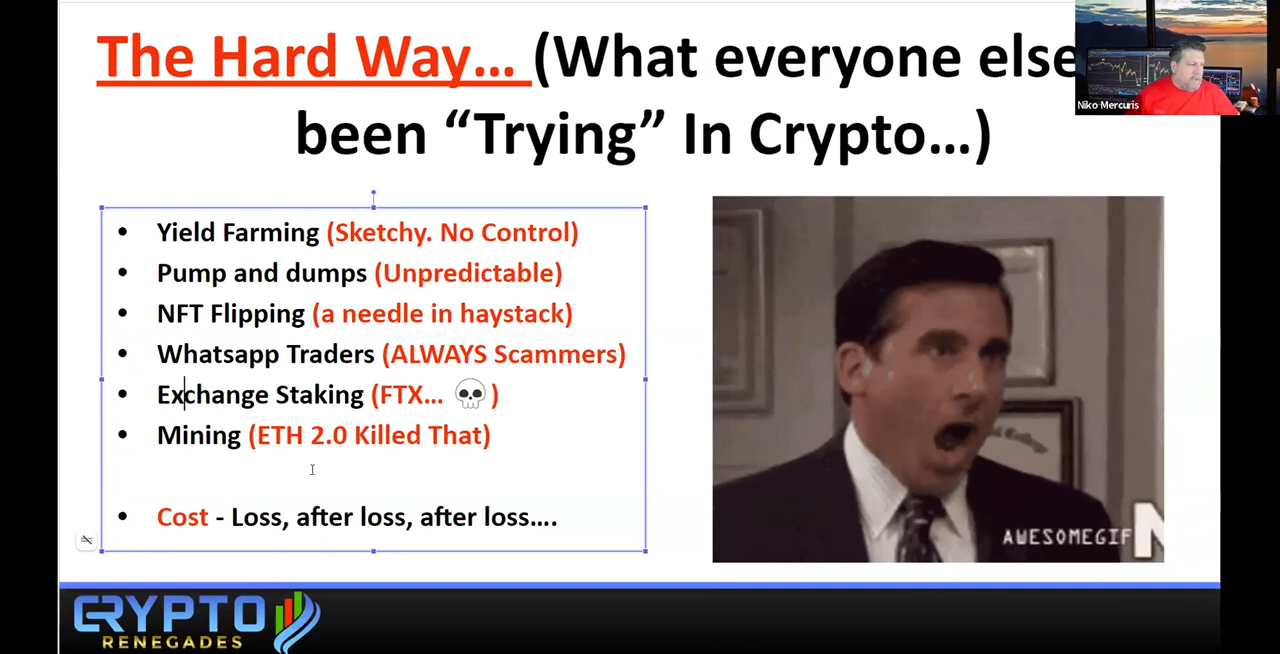 The Hard Way... (What everyone else
been “Trying” In Crypto...)
Niko Mercuris
• Yield Farming (Sketchy. No Control)
• Pump and dumps (Unpredictable)
• NFT Flipping (a needle in haystack)
• Whatsapp Traders (ALWAYS Scammers)
• Exchange Staking (FTX... 💀 )
• Mining (ETH 2.0 Killed That)
• Cost - Loss, after loss, after loss....
AWESOMEGIF
CRYPTO
RENEGADES